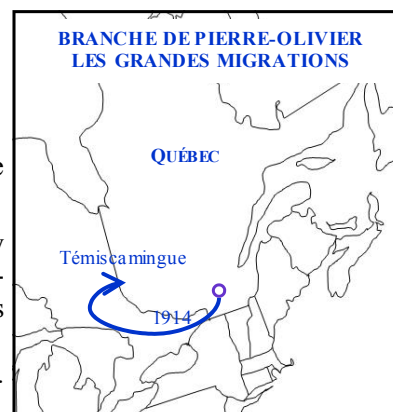 BRANCHE DE PIERRE-OLIVIER
LES GRANDES MIGRATIONS
QUÉBEC
Témiscamingue
1914